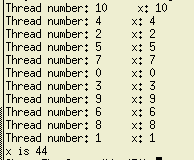 Thread number: 10 x: 10
Thread number: 4 x: 4
Thread number: 2 x: 2
Thread number: 5 x: 5
Thread number: 7 x: 7
Thread number: 0 x: 0
Thread number: 3 x: 3
Thread number: 9 x: 9
Thread number: 6 x: 6
Thread number: 8 x: 8
Thread number: 1 x: 1
x is 44